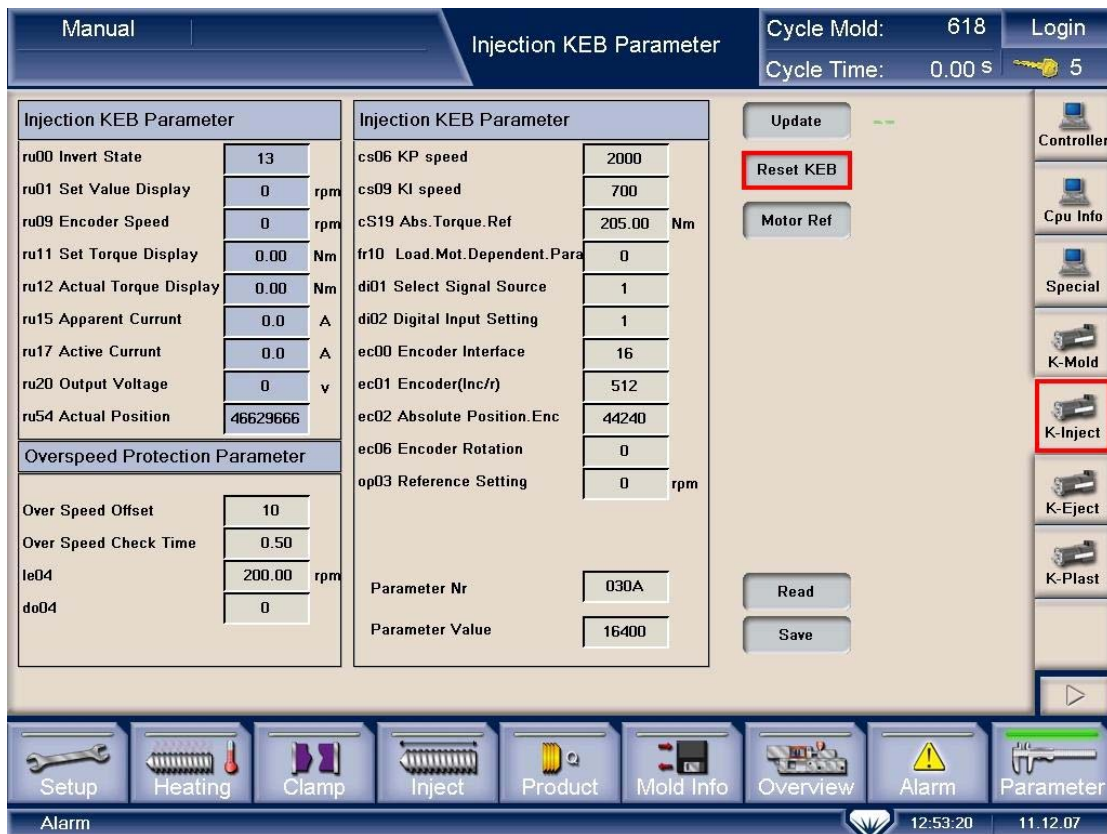 Manual
Injection KEB Parameter
Cycle Mold: 618
Cycle Time: 0.00 s
Login
5
Injection KEB Parameter
ru00 Invert State 13
ru01 Set Value Display 0 rpm
ru09 Encoder Speed 0 rpm
ru11 Set Torque Display 0.00 Nm
ru12 Actual Torque Display 0.00 Nm
ru15 Apparent Currunt 0.0 A
ru17 Active Currunt 0.0 A
ru20 Output Voltage 0 v
ru54 Actual Position 46629666
Overspeed Protection Parameter
Over Speed Offset 10
Over Speed Check Time 0.50
le04 200.00 rpm
do04 0
Injection KEB Parameter
cs06 KP speed 2000
cs09 KI speed 700
cS19 Abs.Torque.Ref 205.00 Nm
fr10 Load.Mot.Dependent.Para 0
di01 Select Signal Source 1
di02 Digital Input Setting 1
ec00 Encoder Interface 16
ec01 Encoder(Inc/r) 512
ec02 Absolute Position.Enc 44240
ec06 Encoder Rotation 0
op03 Reference Setting 0 rpm
Parameter Nr 030A
Parameter Value 16400
Update --
Reset KEB
Motor Ref
Read
Save
Controller
Cpu Info
Special
K-Mold
K-Inject
K-Eject
K-Plast
Setup
Heating
Clamp
Inject
Product
Mold Info
Overview
Alarm
Parameter
Alarm
12:53:20
11.12.07